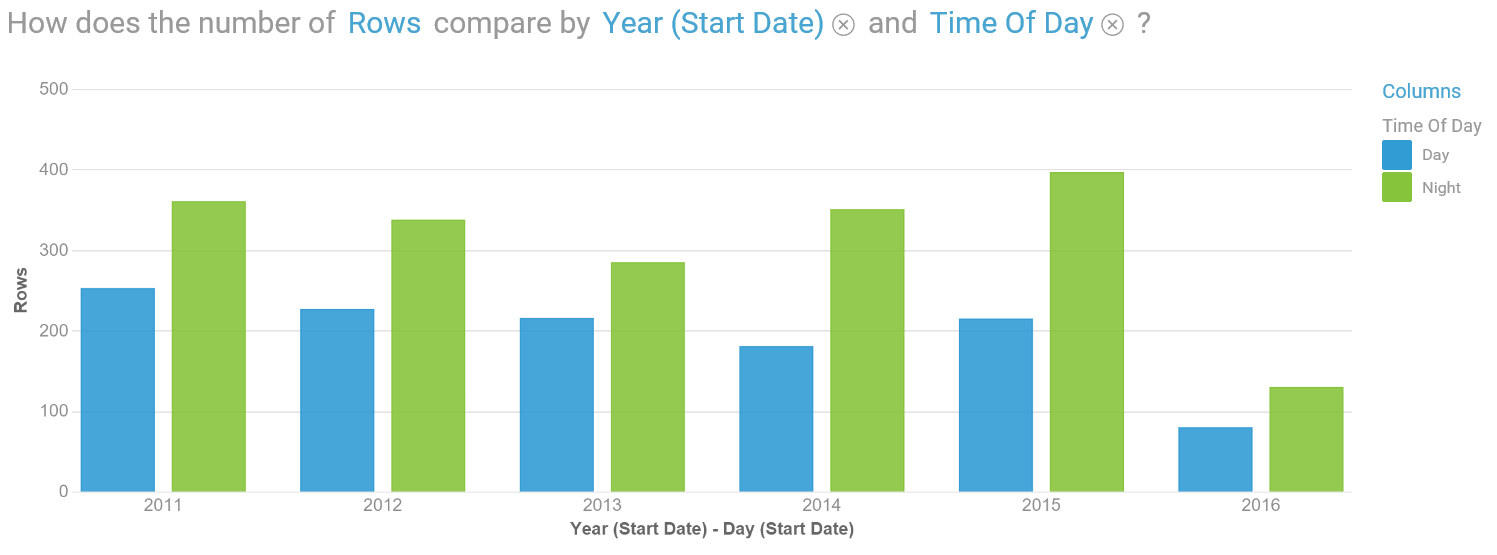 How does the number of Rows compare by Year (Start Date) and Time Of Day ?
500
400
300
200
100
0
Rows
2011 2012 2013 2014 2015 2016
Year (Start Date) - Day (Start Date)
Columns
Time Of Day
Day
Night